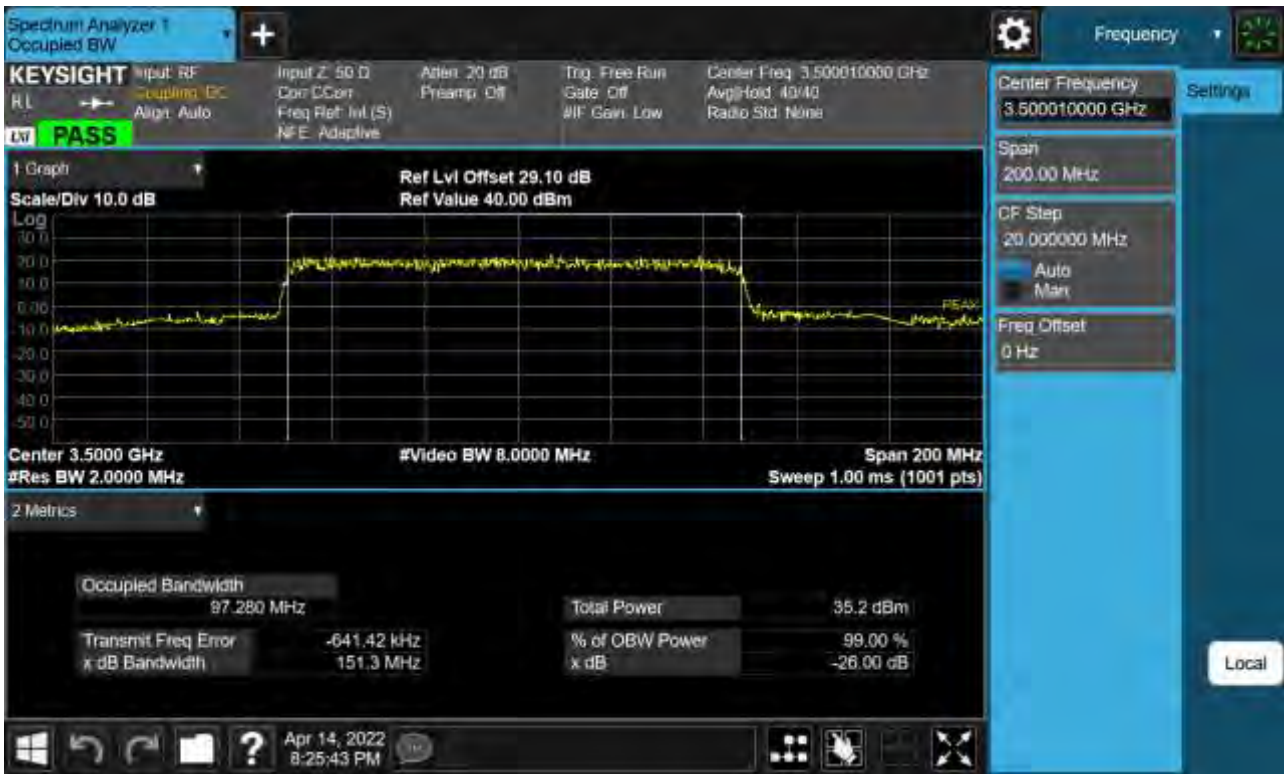 Spectrum Analyzer 1
Occupied BW
Frequency
KEYSIGHT
Input: RF
Coupling: DC
Align: Auto
Input Z: 50 Ω
Corr CCorr
Freq Ref: Int (S)
NFE: Adaptive
Atten: 20 dB
Preamp: Off
Trig: Free Run
Gate: Off
#IF Gain: Low
Center Freq: 3.500010000 GHz
Avg|Hold: 40/40
Radio Std: None
R L
LXI
PASS
Center Frequency
3.500010000 GHz
Settings
Span
200.00 MHz
CF Step
20.000000 MHz
Auto
Man
Freq Offset
0 Hz
1 Graph
Scale/Div 10.0 dB
Ref Lvl Offset 29.10 dB
Ref Value 40.00 dBm
Log
30.0
20.0
10.0
0.00
-10.0
-20.0
-30.0
-40.0
-50.0
PEAK
Center 3.5000 GHz
#Video BW 8.0000 MHz
Span 200 MHz
#Res BW 2.0000 MHz
Sweep 1.00 ms (1001 pts)
2 Metrics
Occupied Bandwidth
97.280 MHz
Total Power 35.2 dBm
Transmit Freq Error -641.42 kHz
% of OBW Power 99.00 %
x dB Bandwidth 151.3 MHz
x dB -26.00 dB
Local
?
Apr 14, 2022
8:25:43 PM